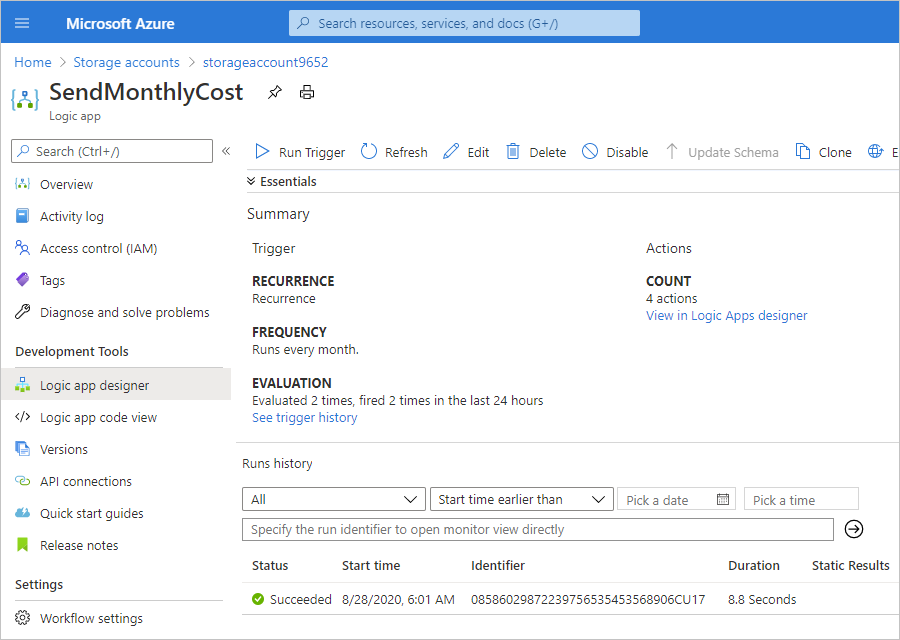 Microsoft Azure
Search resources, services, and docs (G+/)
Home > Storage accounts > storageaccount9652
SendMonthlyCost
Logic app
Search (Ctrl+/)
«
Overview
Activity log
Access control (IAM)
Tags
Diagnose and solve problems
Development Tools
Logic app designer
Logic app code view
Versions
API connections
Quick start guides
Release notes
Settings
Workflow settings
Run Trigger Refresh Edit Delete Disable Update Schema Clone E
Essentials
Summary
Trigger
RECURRENCE
Recurrence
FREQUENCY
Runs every month.
EVALUATION
Evaluated 2 times, fired 2 times in the last 24 hours
See trigger history
Actions
COUNT
4 actions
View in Logic Apps designer
Runs history
All Start time earlier than Pick a date Pick a time
Specify the run identifier to open monitor view directly
Status Start time Identifier Duration Static Results
Succeeded 8/28/2020, 6:01 AM 08586029872239756535453568906CU17 8.8 Seconds